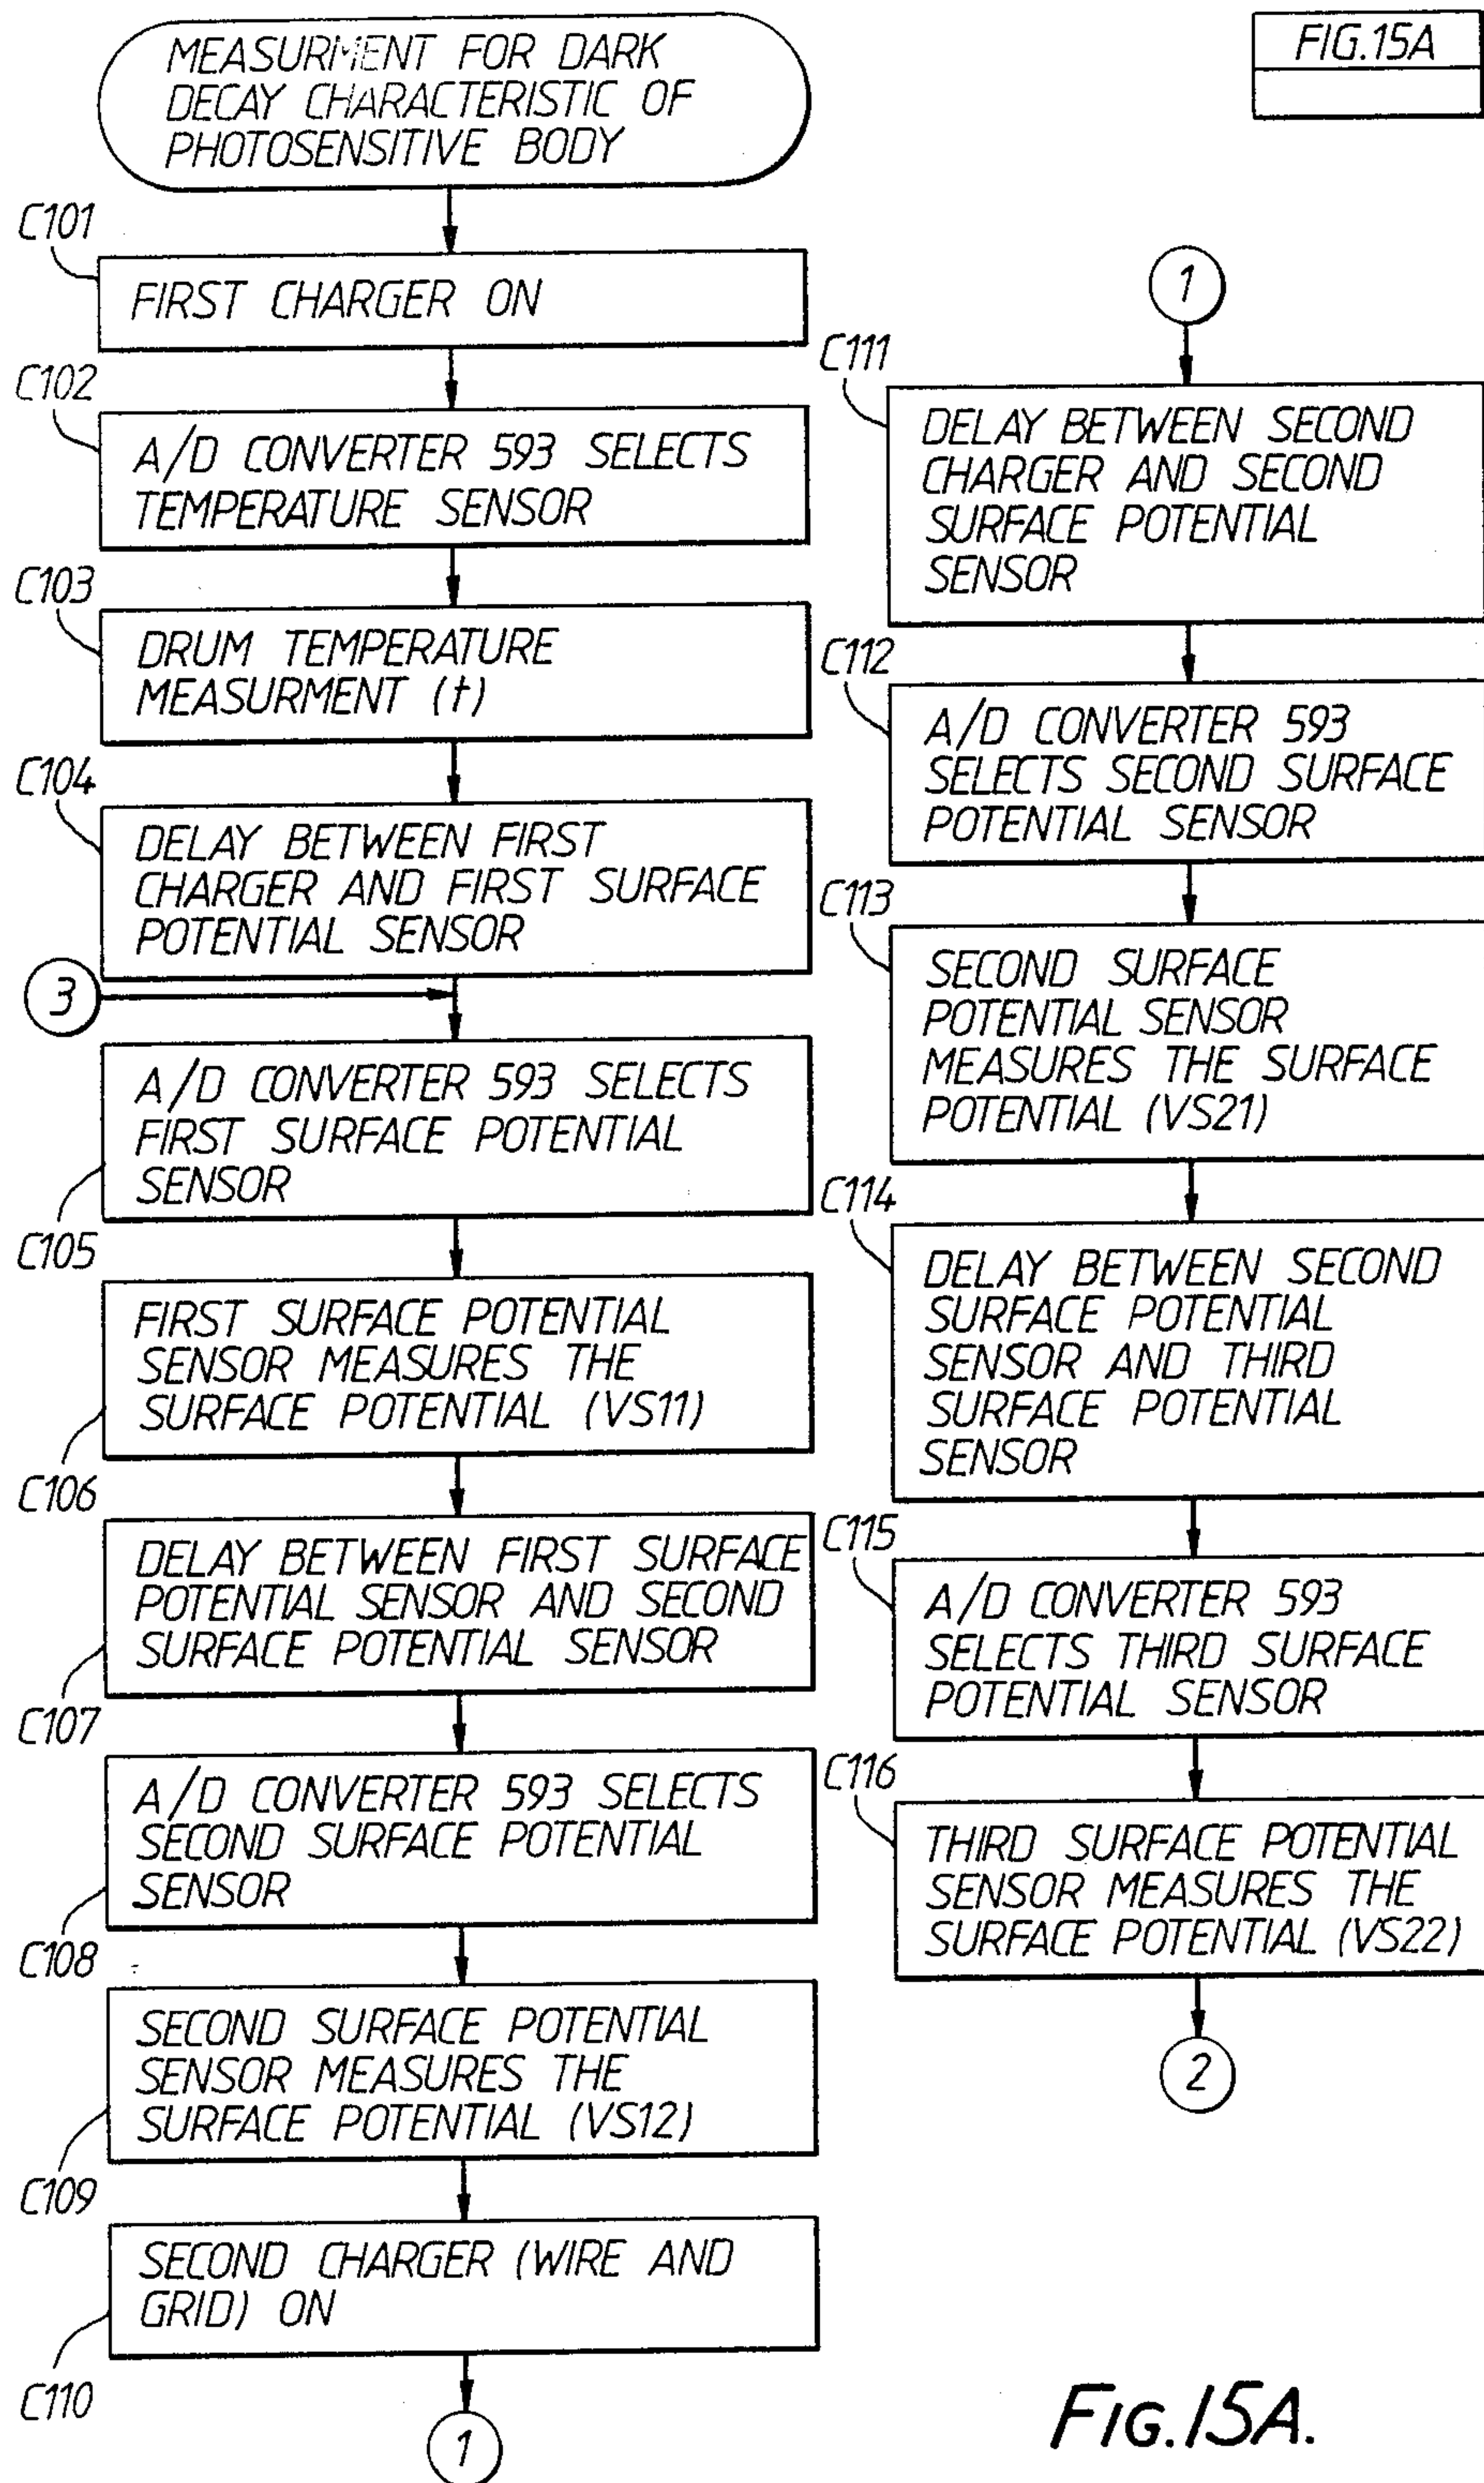 FIG.15A
MEASURMENT FOR DARK
DECAY CHARACTERISTIC OF
PHOTOSENSITIVE BODY
C101
FIRST CHARGER ON
C102
A/D CONVERTER 593 SELECTS
TEMPERATURE SENSOR
C103
DRUM TEMPERATURE
MEASURMENT (t)
C104
DELAY BETWEEN FIRST
CHARGER AND FIRST SURFACE
POTENTIAL SENSOR
3
A/D CONVERTER 593 SELECTS
FIRST SURFACE POTENTIAL
SENSOR
C105
FIRST SURFACE POTENTIAL
SENSOR MEASURES THE
SURFACE POTENTIAL (VS11)
C106
DELAY BETWEEN FIRST SURFACE
POTENTIAL SENSOR AND SECOND
SURFACE POTENTIAL SENSOR
C107
A/D CONVERTER 593 SELECTS
SECOND SURFACE POTENTIAL
SENSOR
C108
SECOND SURFACE POTENTIAL
SENSOR MEASURES THE
SURFACE POTENTIAL (VS12)
C109
SECOND CHARGER (WIRE AND
GRID) ON
C110
1
1
C111
DELAY BETWEEN SECOND
CHARGER AND SECOND
SURFACE POTENTIAL
SENSOR
C112
A/D CONVERTER 593
SELECTS SECOND SURFACE
POTENTIAL SENSOR
C113
SECOND SURFACE
POTENTIAL SENSOR
MEASURES THE SURFACE
POTENTIAL (VS21)
C114
DELAY BETWEEN SECOND
SURFACE POTENTIAL
SENSOR AND THIRD
SURFACE POTENTIAL
SENSOR
C115
A/D CONVERTER 593
SELECTS THIRD SURFACE
POTENTIAL SENSOR
C116
THIRD SURFACE POTENTIAL
SENSOR MEASURES THE
SURFACE POTENTIAL (VS22)
2
FIG.15A.